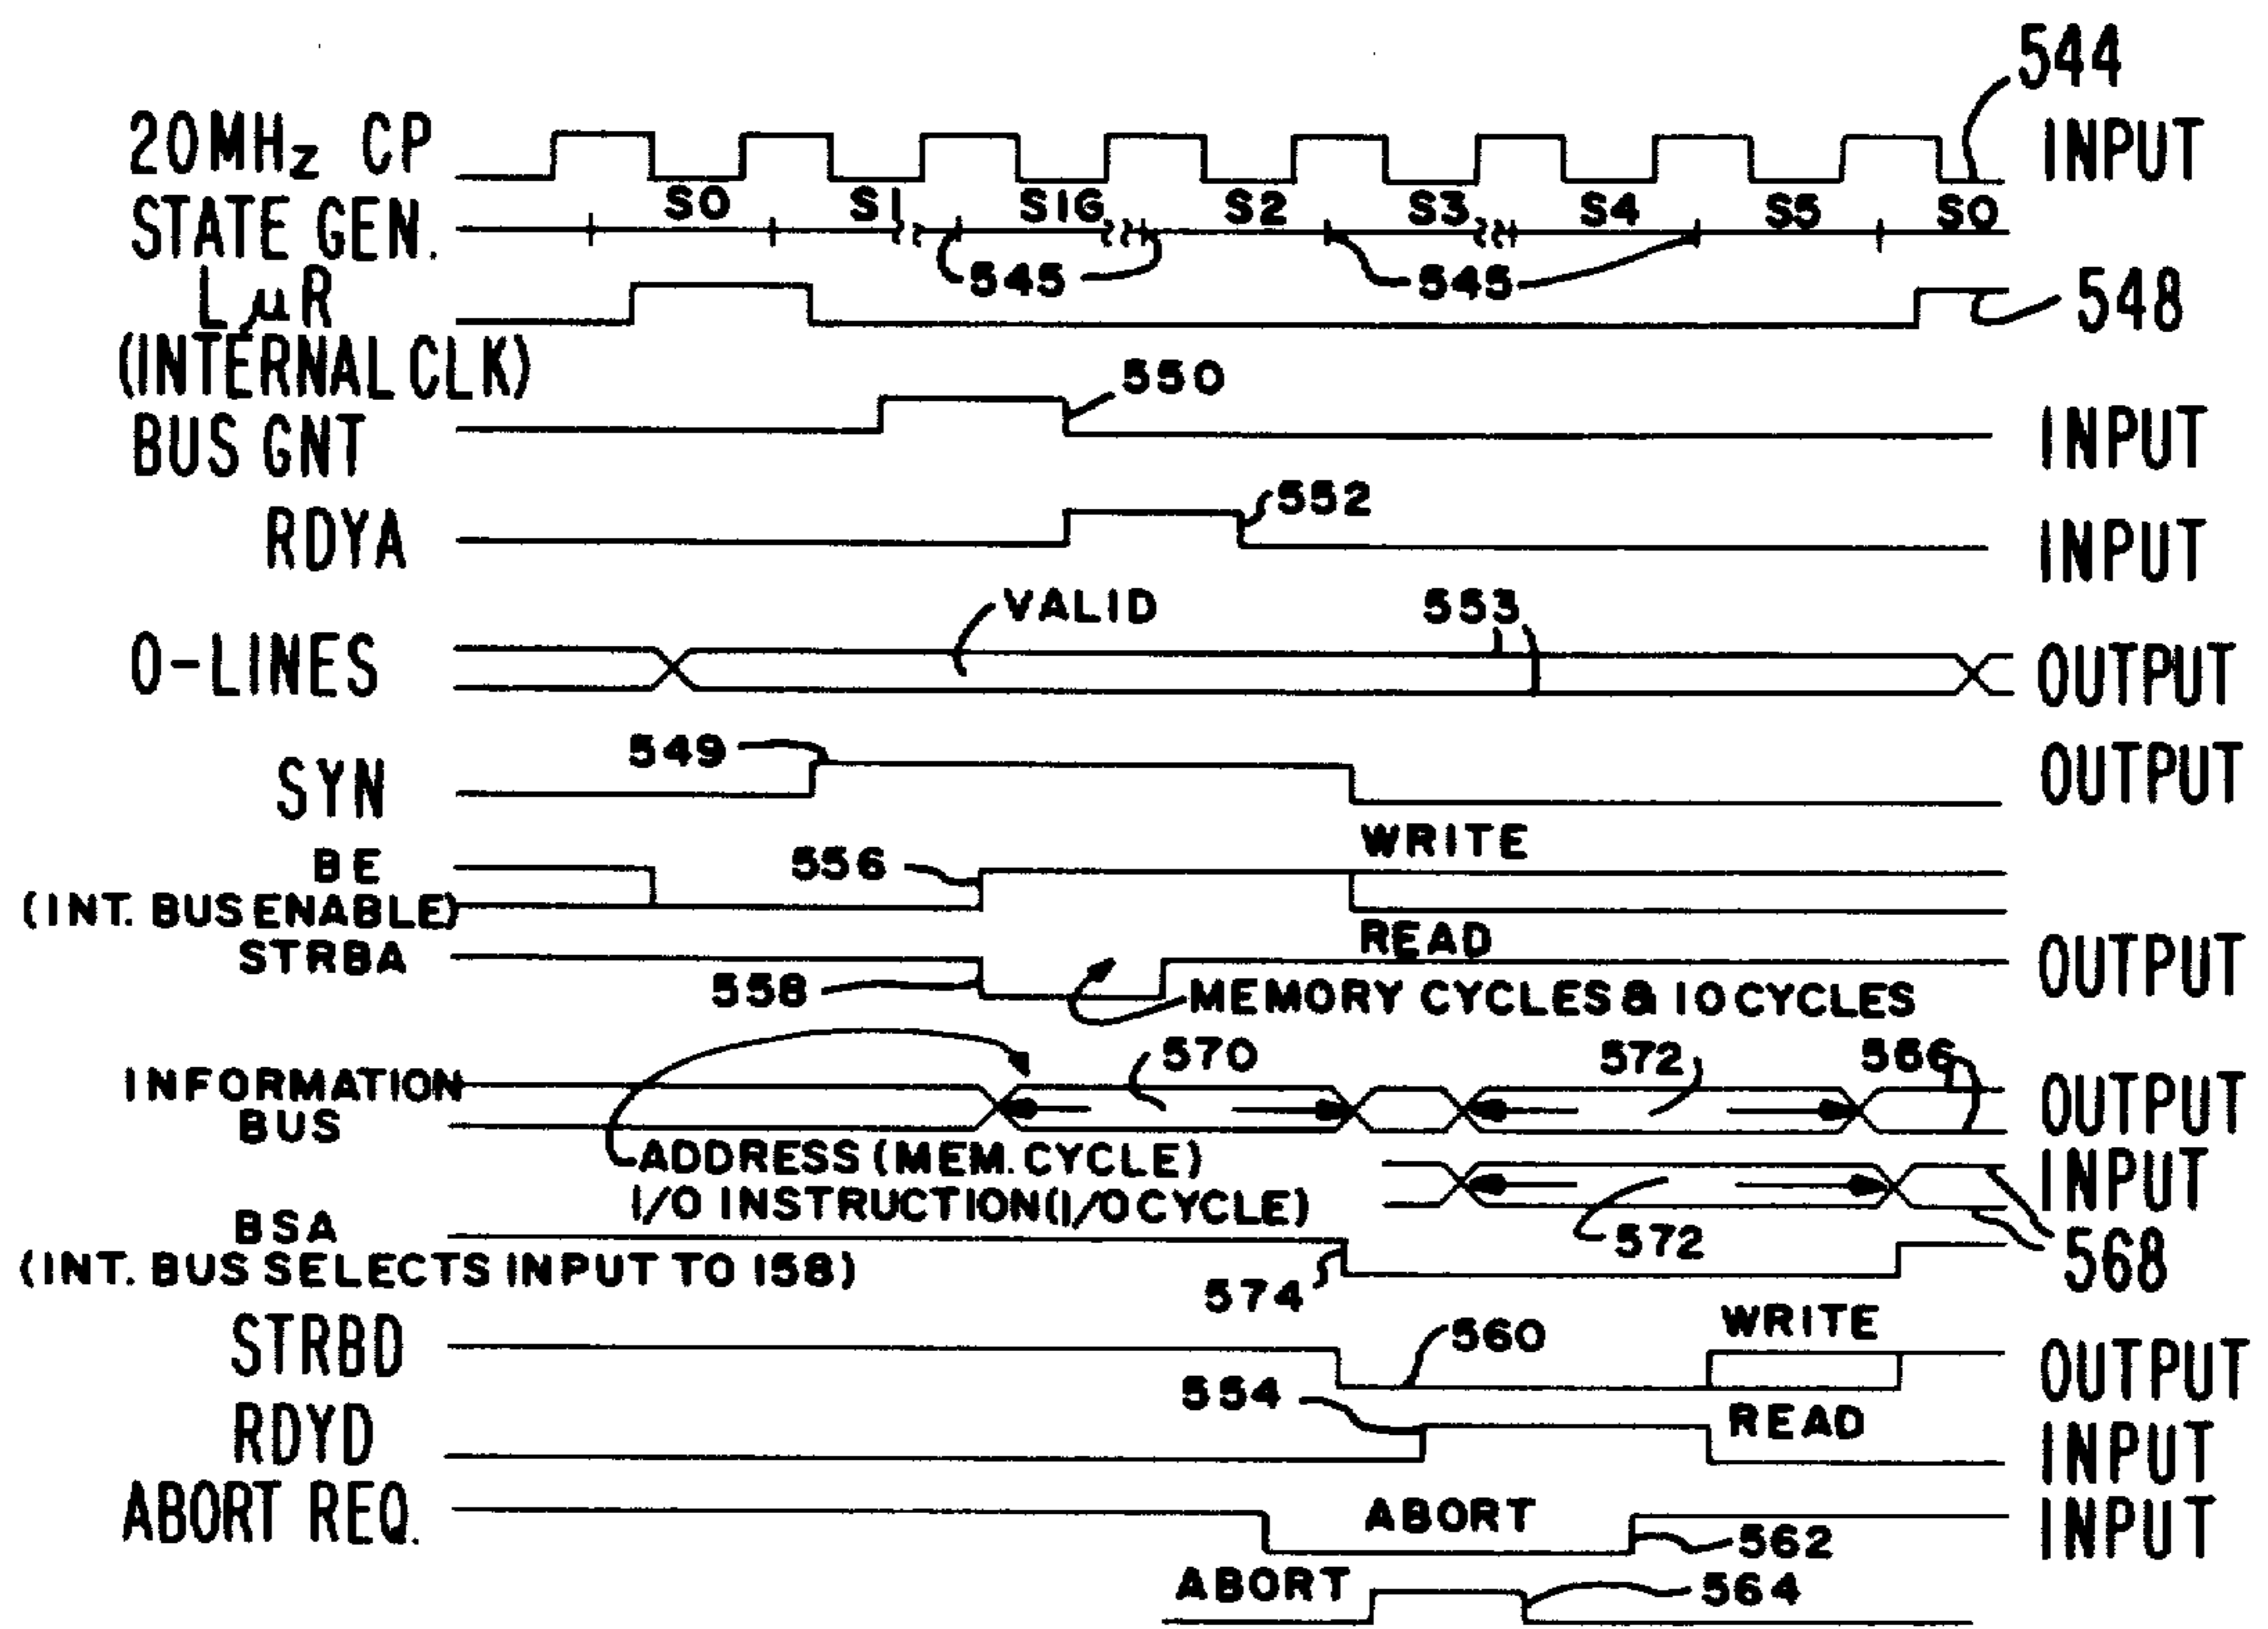 544
20MHz CP INPUT
S0 S1 S1G S2 S3 S4 S5 S0
STATE GEN.
545 545
LμR 548
(INTERNAL CLK)
550
BUS GNT INPUT
552
RDYA INPUT
VALID 553
O-LINES OUTPUT
549
SYN OUTPUT
WRITE
BE 556
(INT. BUS ENABLE)
READ
STRBA OUTPUT
558 MEMORY CYCLES & IO CYCLES
570 572 566
INFORMATION OUTPUT
BUS
ADDRESS (MEM. CYCLE) INPUT
I/O INSTRUCTION(I/O CYCLE)
BSA 572 568
(INT. BUS SELECTS INPUT TO 158)
574
WRITE
STRBD 560 OUTPUT
554
RDYD READ INPUT
ABORT REQ. ABORT INPUT
562
ABORT 564